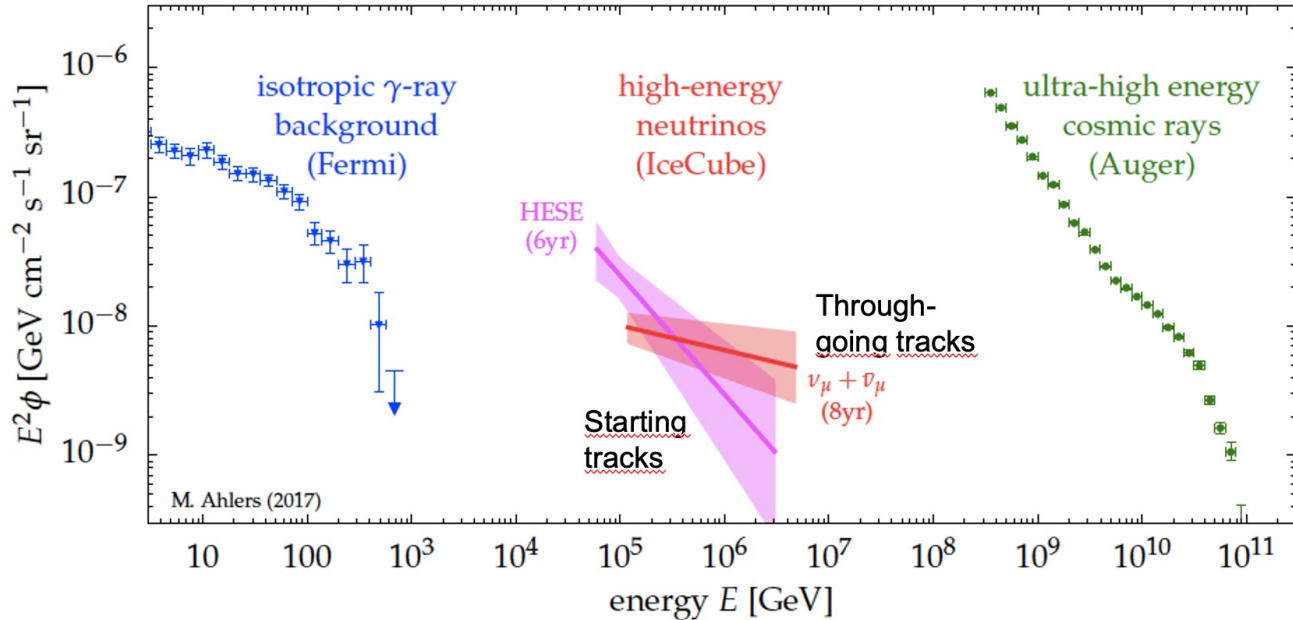 E²ϕ [GeV cm⁻² s⁻¹ sr⁻¹]
10⁻⁶
10⁻⁷
10⁻⁸
10⁻⁹
isotropic γ-ray
background
(Fermi)
high-energy
neutrinos
(IceCube)
ultra-high energy
cosmic rays
(Auger)
HESE
(6yr)
Through-
going tracks
ν_μ + ν̄_μ
(8yr)
Starting
tracks
M. Ahlers (2017)
10 100 10³ 10⁴ 10⁵ 10⁶ 10⁷ 10⁸ 10⁹ 10¹⁰ 10¹¹
energy E [GeV]